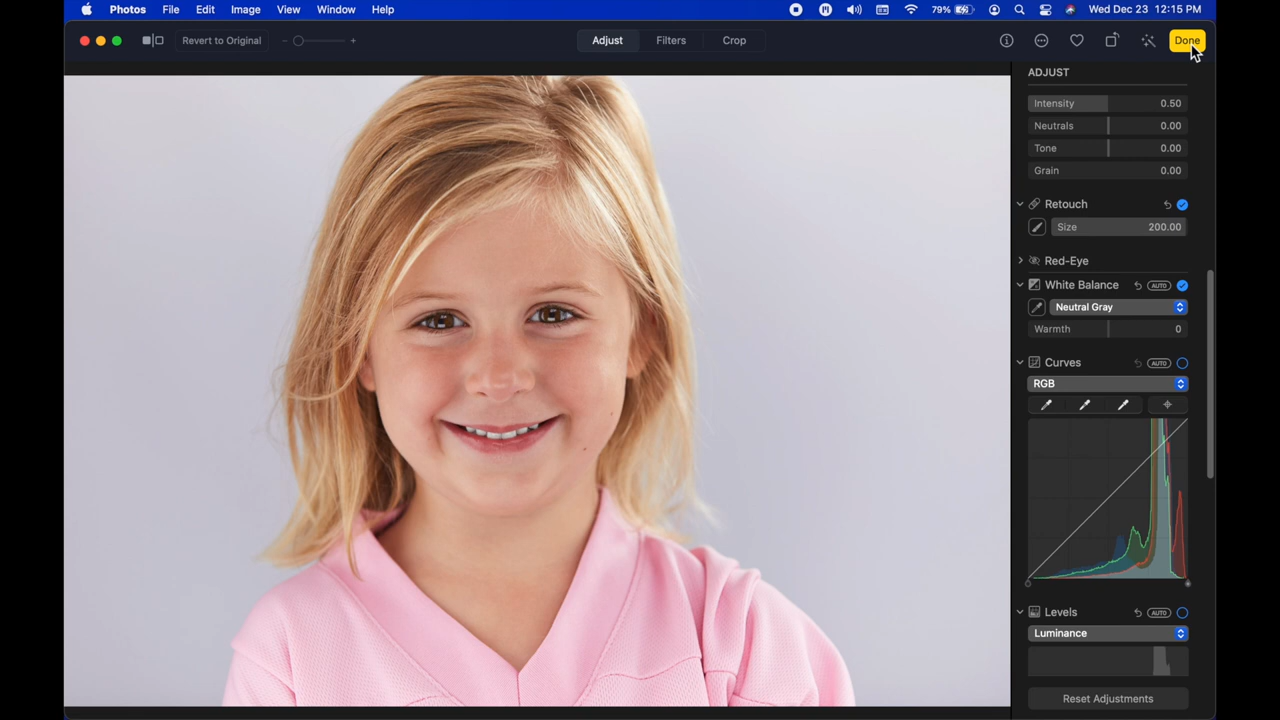 Photos File Edit Image View Window Help 79% Wed Dec 23 12:15 PM
Revert to Original Adjust Filters Crop Done
ADJUST
Intensity 0.50
Neutrals 0.00
Tone 0.00
Grain 0.00
Retouch
Size 200.00
Red-Eye
White Balance AUTO
Neutral Gray
Warmth 0
Curves AUTO
RGB
Levels AUTO
Luminance
Reset Adjustments